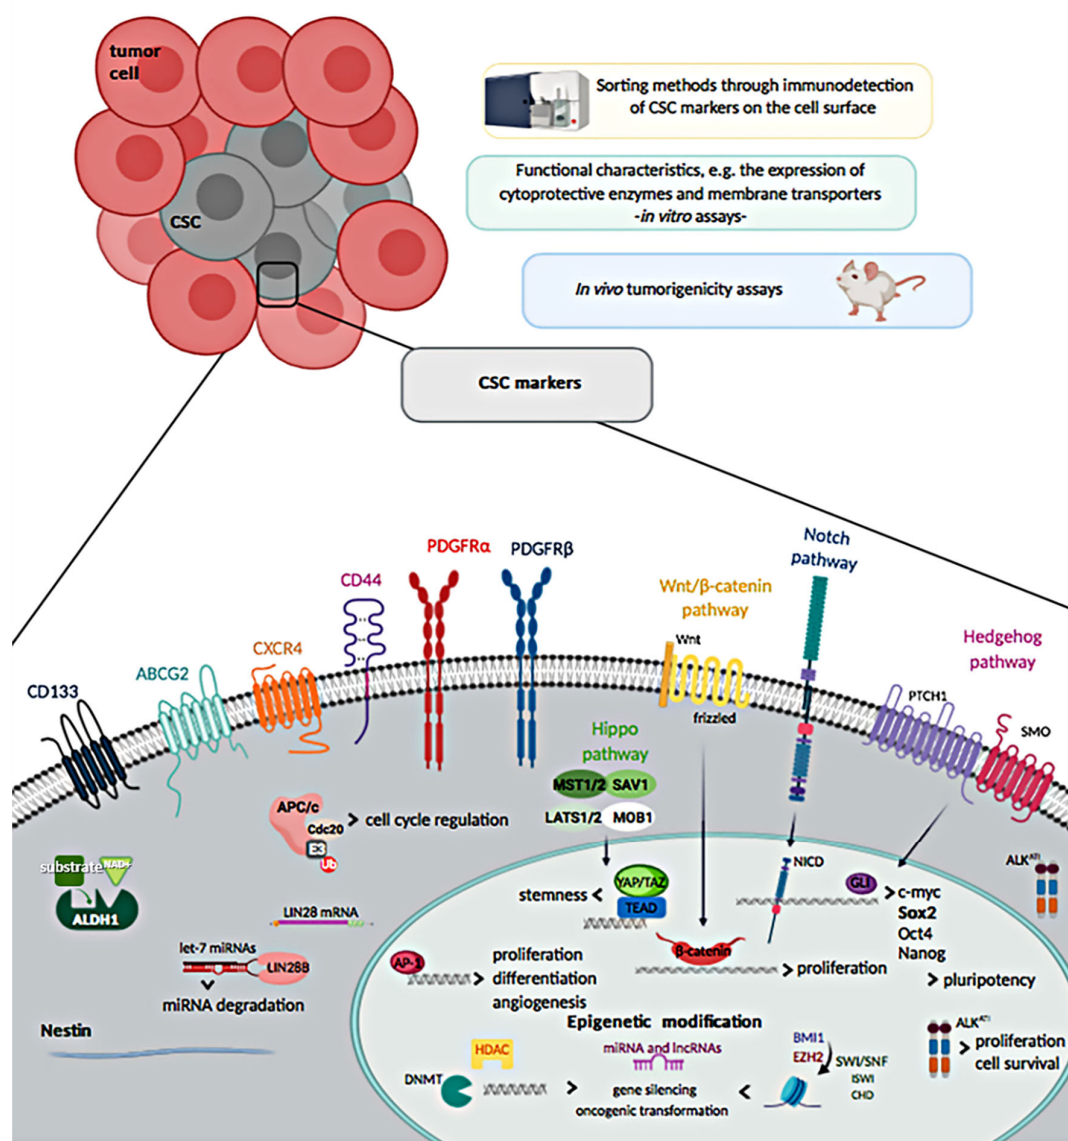 tumor
cell
CSC
Sorting methods through immunodetection
of CSC markers on the cell surface
Functional characteristics, e.g. the expression of
cytoprotective enzymes and membrane transporters
-in vitro assays-
In vivo tumorigenicity assays
CSC markers
CD133
ABCG2
CXCR4
CD44
PDGFRα
PDGFRβ
Wnt/β-catenin
pathway
Wnt
frizzled
Notch
pathway
Hedgehog
pathway
PTCH1
SMO
Hippo
pathway
MST1/2
SAV1
LATS1/2
MOB1
APC/c
Cdc20
E3
Ub
> cell cycle regulation
substrate
NAD+
ALDH1
LIN28 mRNA
let-7 miRNAs
LIN28B
miRNA degradation
Nestin
stemness <
YAP/TAZ
TEAD
NICD
GLI
> c-myc
Sox2
Oct4
Nanog
> pluripotency
ALKATI
AP-1
proliferation
> differentiation
angiogenesis
β-catenin
> proliferation
Epigenetic modification
HDAC
DNMT
miRNA and lncRNAs
> gene silencing <
oncogenic transformation
BMI1
EZH2
SWI/SNF
ISWI
CHD
ALKATI
> proliferation
cell survival